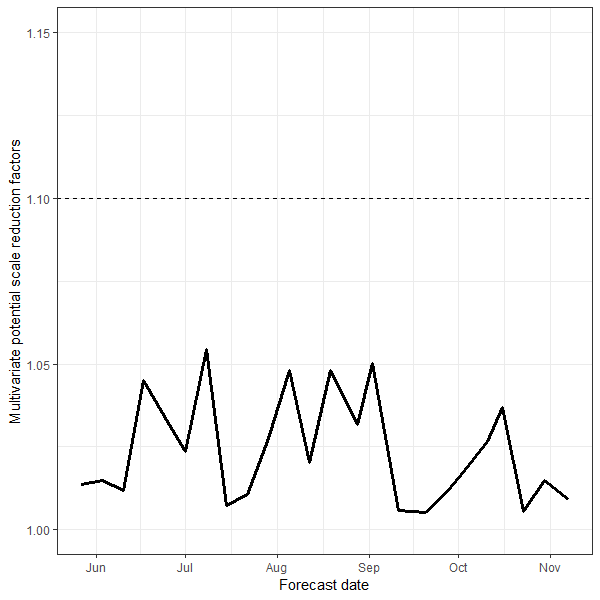 Multivariate potential scale reduction factors
1.15
1.10
1.05
1.00
Jun Jul Aug Sep Oct Nov
Forecast date